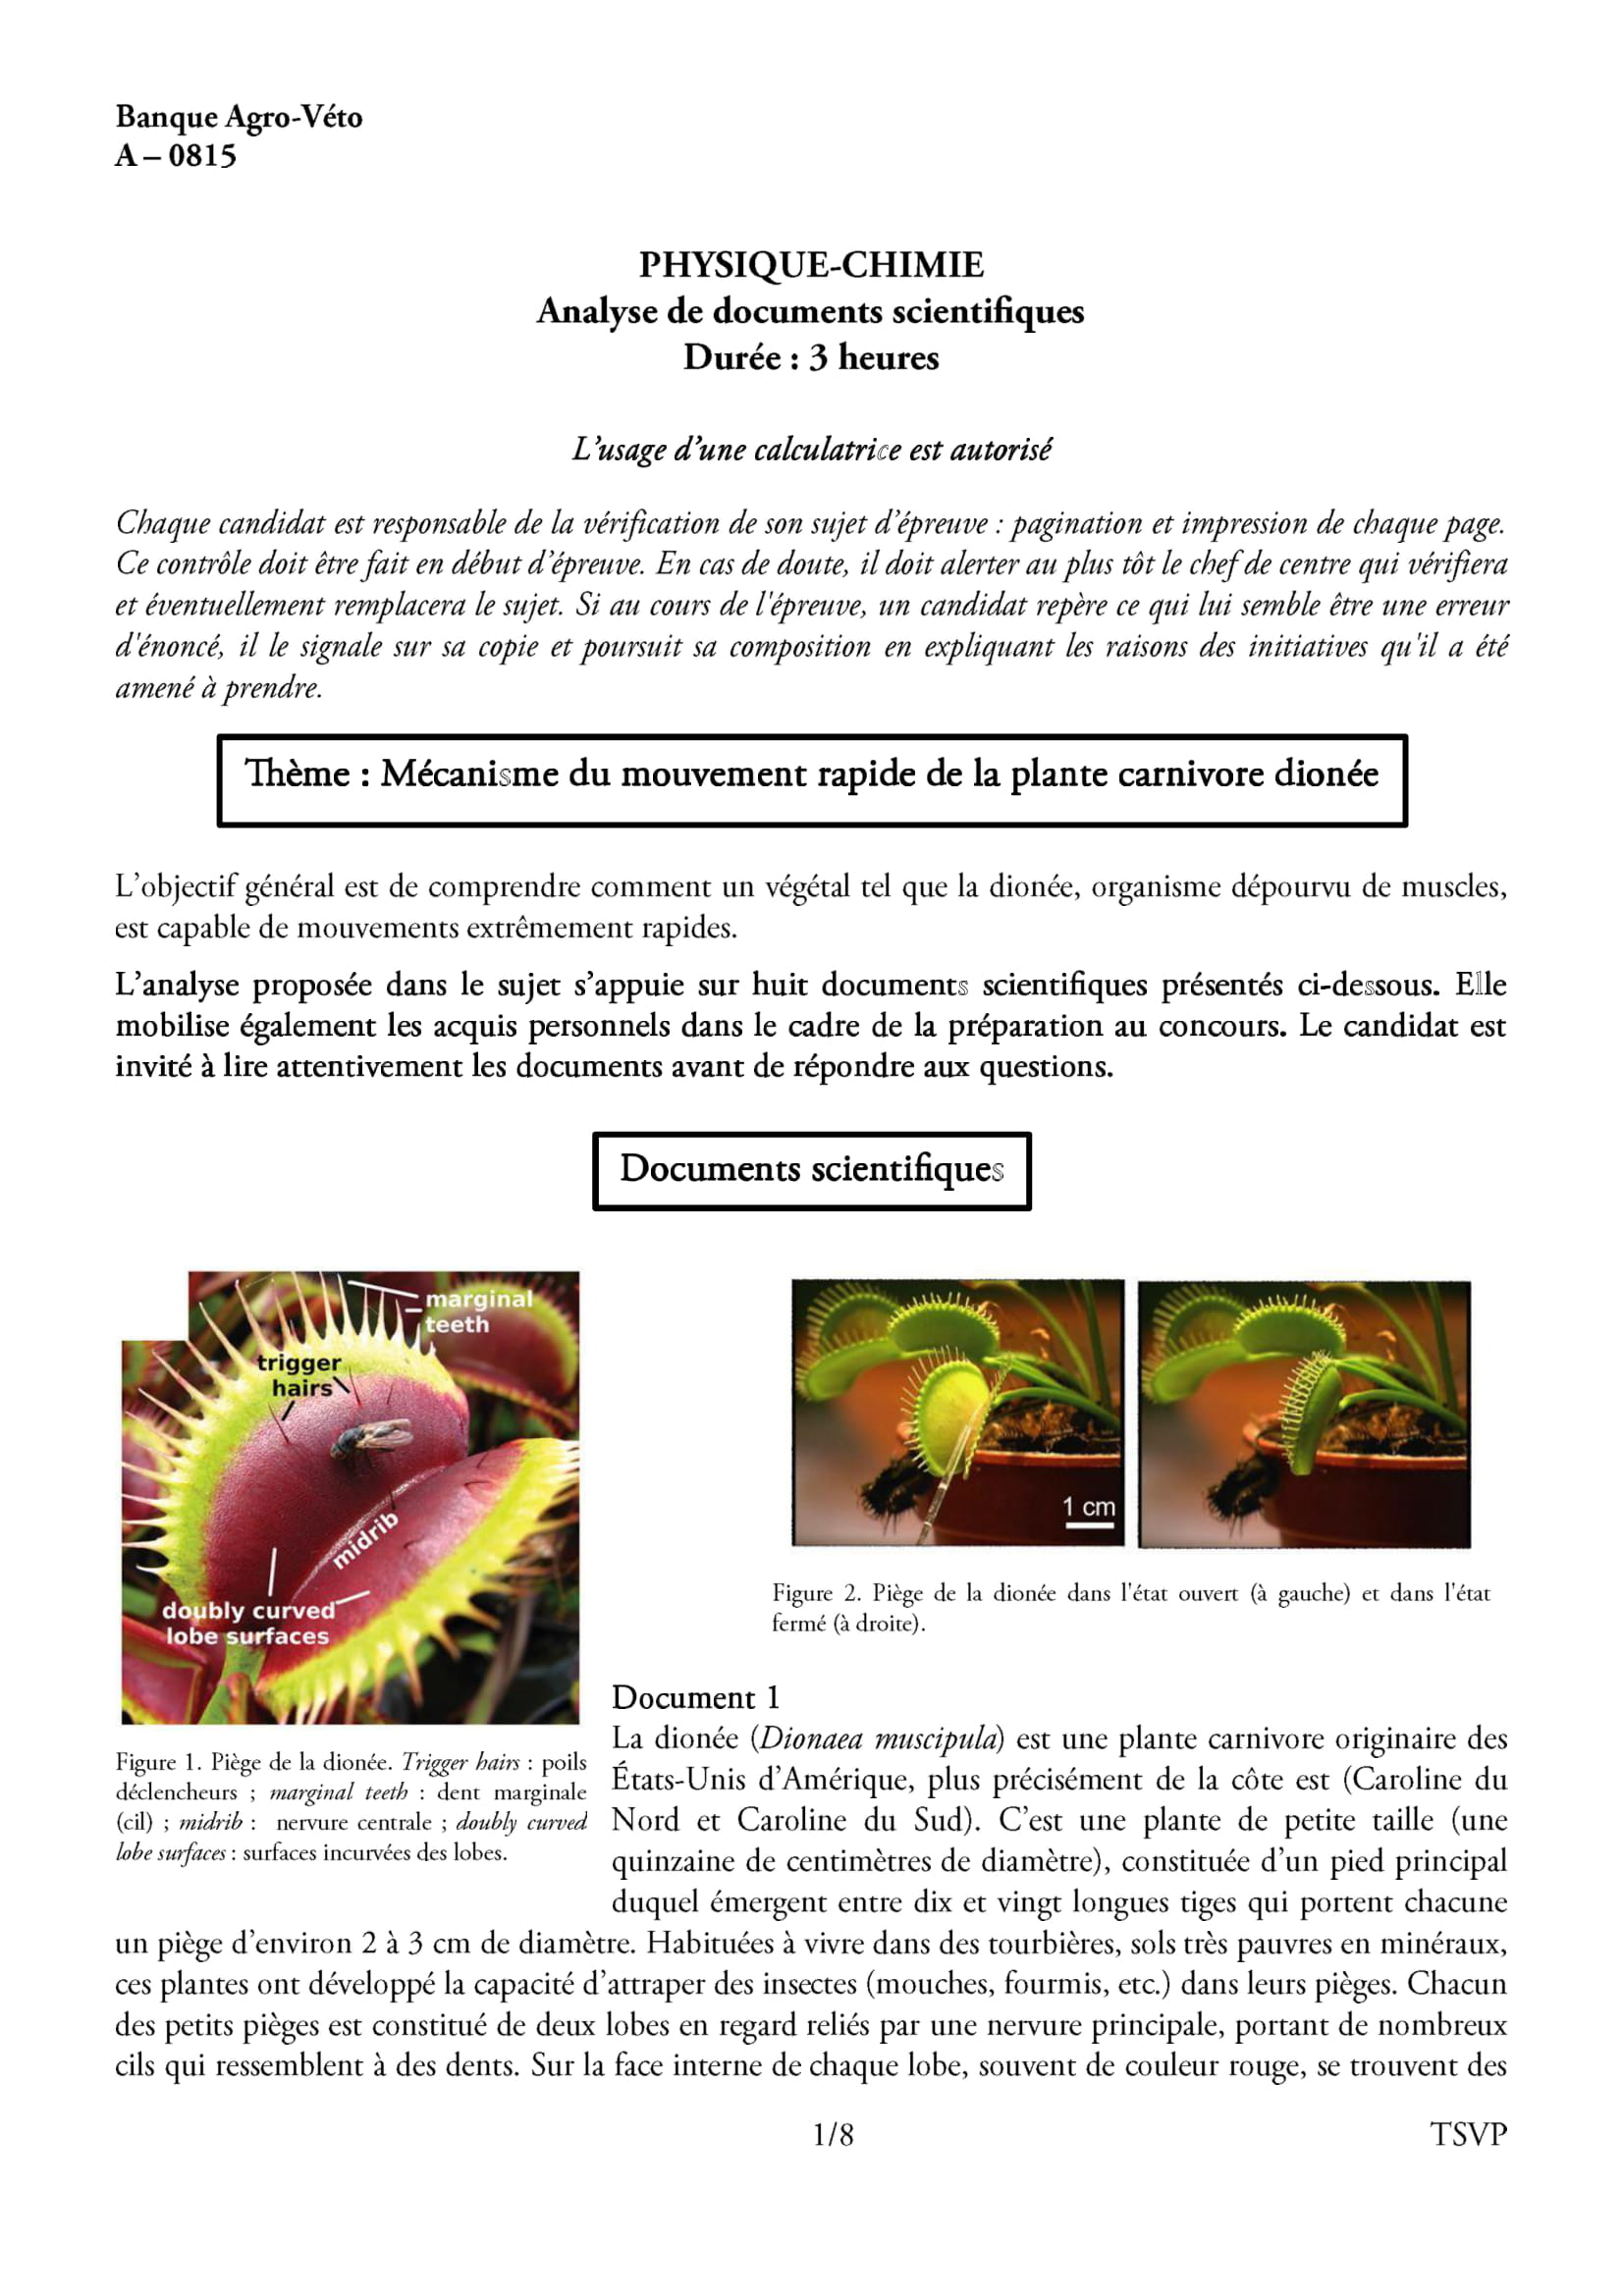 Banque Agro-Véto
A – 0815
PHYSIQUE-CHIMIE
Analyse de documents scientifiques
Durée : 3 heures
L’usage d’une calculatrice est autorisé
Chaque candidat est responsable de la vérification de son sujet d’épreuve : pagination et impression de chaque page.
Ce contrôle doit être fait en début d’épreuve. En cas de doute, il doit alerter au plus tôt le chef de centre qui vérifiera
et éventuellement remplacera le sujet. Si au cours de l'épreuve, un candidat repère ce qui lui semble être une erreur
d'énoncé, il le signale sur sa copie et poursuit sa composition en expliquant les raisons des initiatives qu'il a été
amené à prendre.
Thème : Mécanisme du mouvement rapide de la plante carnivore dionée
L’objectif général est de comprendre comment un végétal tel que la dionée, organisme dépourvu de muscles,
est capable de mouvements extrêmement rapides.
L’analyse proposée dans le sujet s’appuie sur huit documents scientifiques présentés ci-dessous. Elle
mobilise également les acquis personnels dans le cadre de la préparation au concours. Le candidat est
invité à lire attentivement les documents avant de répondre aux questions.
Documents scientifiques
marginal
teeth
trigger
hairs
midrib
doubly curved
lobe surfaces
Figure 1. Piège de la dionée. Trigger hairs : poils
déclencheurs ; marginal teeth : dent marginale
(cil) ; midrib : nervure centrale ; doubly curved
lobe surfaces : surfaces incurvées des lobes.
1 cm
Figure 2. Piège de la dionée dans l'état ouvert (à gauche) et dans l'état
fermé (à droite).
Document 1
La dionée (Dionaea muscipula) est une plante carnivore originaire des
États-Unis d’Amérique, plus précisément de la côte est (Caroline du
Nord et Caroline du Sud). C’est une plante de petite taille (une
quinzaine de centimètres de diamètre), constituée d’un pied principal
duquel émergent entre dix et vingt longues tiges qui portent chacune
un piège d’environ 2 à 3 cm de diamètre. Habituées à vivre dans des tourbières, sols très pauvres en minéraux,
ces plantes ont développé la capacité d’attraper des insectes (mouches, fourmis, etc.) dans leurs pièges. Chacun
des petits pièges est constitué de deux lobes en regard reliés par une nervure principale, portant de nombreux
cils qui ressemblent à des dents. Sur la face interne de chaque lobe, souvent de couleur rouge, se trouvent des
1/8
TSVP